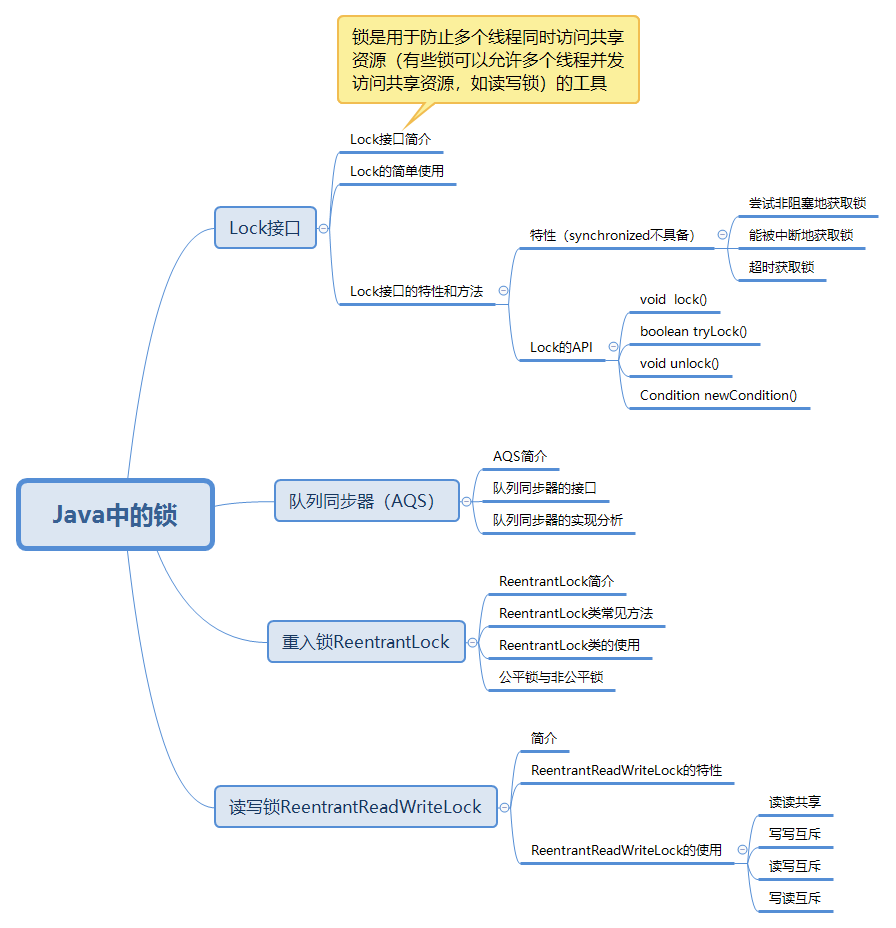 锁是用于防止多个线程同时访问共享
资源（有些锁可以允许多个线程并发
访问共享资源，如读写锁）的工具
Lock接口简介
Lock的简单使用
Lock接口
尝试非阻塞地获取锁
特性（synchronized不具备）
能被中断地获取锁
超时获取锁
Lock接口的特性和方法
void  lock()
boolean tryLock()
Lock的API
void unlock()
Condition newCondition()
AQS简介
队列同步器（AQS）
队列同步器的接口
队列同步器的实现分析
Java中的锁
ReentrantLock简介
ReentrantLock类常见方法
重入锁ReentrantLock
ReentrantLock类的使用
公平锁与非公平锁
简介
ReentrantReadWriteLock的特性
读写锁ReentrantReadWriteLock
读读共享
写写互斥
ReentrantReadWriteLock的使用
读写互斥
写读互斥